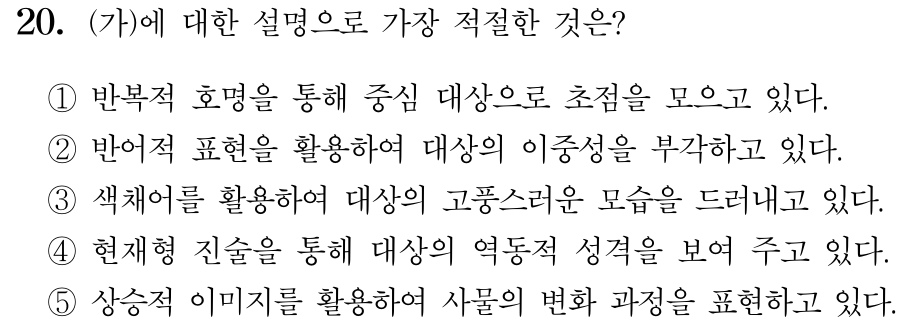 20. (가)에 대한 설명으로 가장 적절한 것은?
① 반복적 호명을 통해 중심 대상으로 초점을 모으고 있다.
② 반어적 표현을 활용하여 대상의 이중성을 부각하고 있다.
③ 색채어를 활용하여 대상의 고풍스러운 모습을 드러내고 있다.
④ 현재형 진술을 통해 대상의 역동적 성격을 보여 주고 있다.
⑤ 상승적 이미지를 활용하여 사물의 변화 과정을 표현하고 있다.